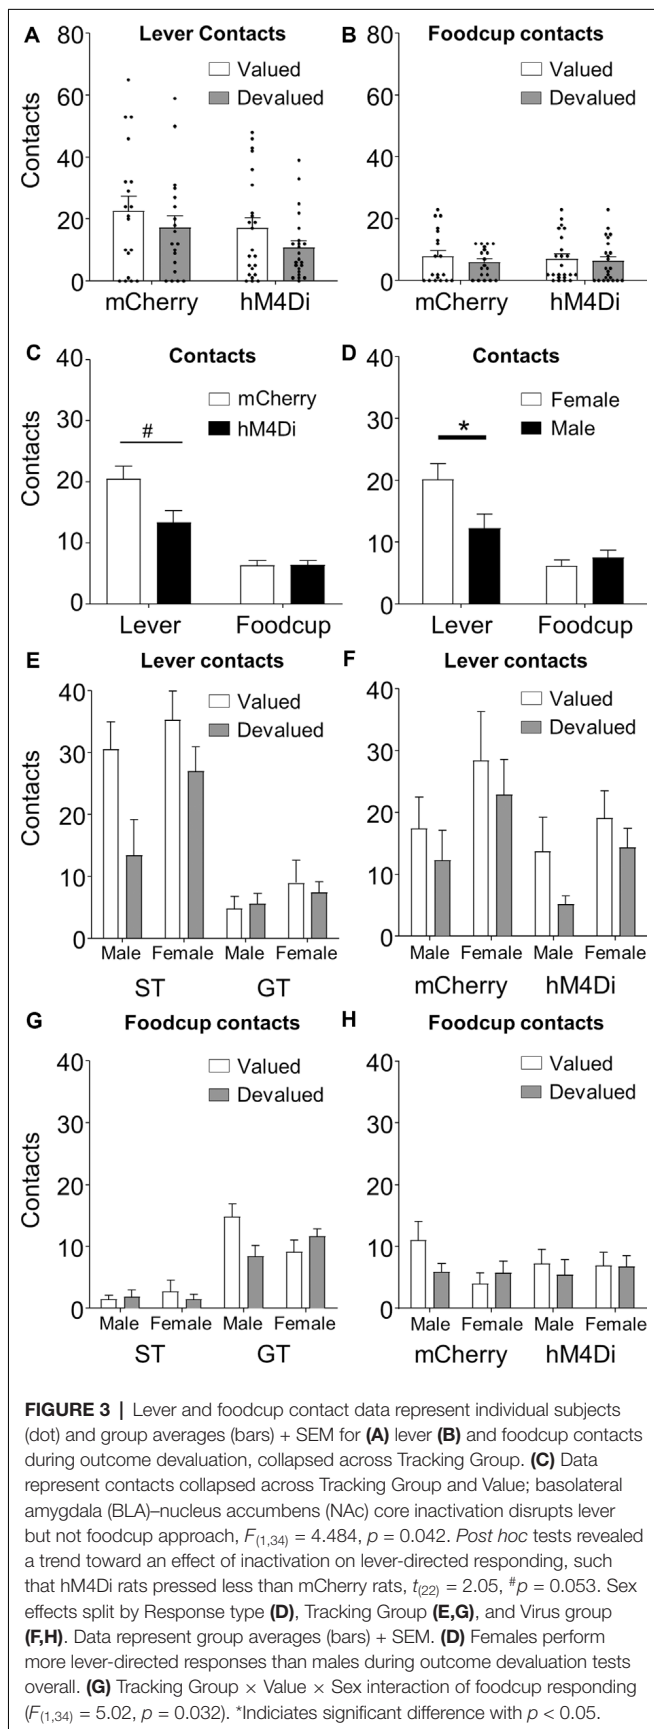 A Lever Contacts
B Foodcup contacts
80
60
40
20
0
Contacts
Valued
Devalued
mCherry hM4Di
80
60
40
20
0
Valued
Devalued
mCherry hM4Di
C Contacts
D Contacts
40
30
20
10
0
mCherry
hM4Di
#
Lever Foodcup
40
30
20
10
0
Female
Male
*
Lever Foodcup
E Lever contacts
F Lever contacts
40
30
20
10
0
Contacts
Valued
Devalued
Male Female Male Female
ST GT
40
30
20
10
0
Valued
Devalued
Male Female Male Female
mCherry hM4Di
G Foodcup contacts
H Foodcup contacts
40
30
20
10
0
Contacts
Valued
Devalued
Male Female Male Female
ST GT
40
30
20
10
0
Valued
Devalued
Male Female Male Female
mCherry hM4Di
FIGURE 3 | Lever and foodcup contact data represent individual subjects
(dot) and group averages (bars) + SEM for (A) lever (B) and foodcup contacts
during outcome devaluation, collapsed across Tracking Group. (C) Data
represent contacts collapsed across Tracking Group and Value; basolateral
amygdala (BLA)–nucleus accumbens (NAc) core inactivation disrupts lever
but not foodcup approach, F(1,34) = 4.484, p = 0.042. Post hoc tests revealed
a trend toward an effect of inactivation on lever-directed responding, such
that hM4Di rats pressed less than mCherry rats, t(22) = 2.05, #p = 0.053. Sex
effects split by Response type (D), Tracking Group (E,G), and Virus group
(F,H). Data represent group averages (bars) + SEM. (D) Females perform
more lever-directed responses than males during outcome devaluation tests
overall. (G) Tracking Group × Value × Sex interaction of foodcup responding
(F(1,34) = 5.02, p = 0.032). *Indiciates significant difference with p < 0.05.